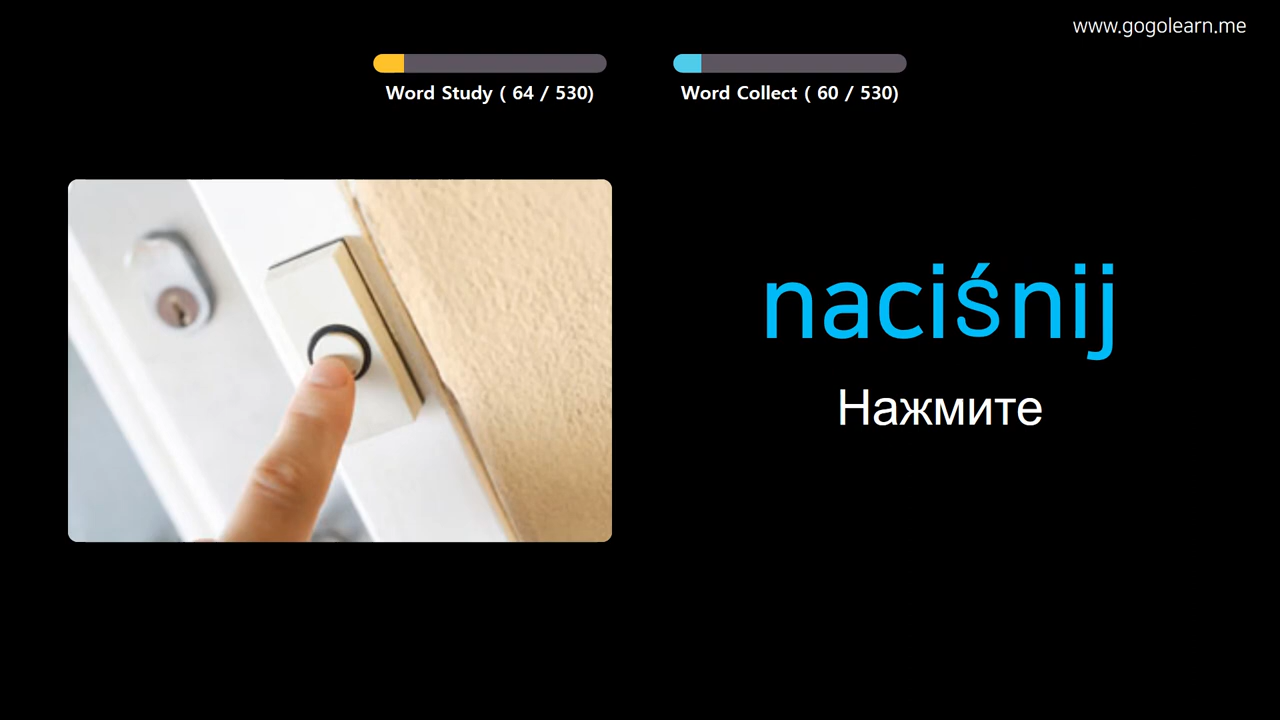 www.gogolearn.me
Word Study ( 64 / 530)
Word Collect ( 60 / 530)
naciśnij
Нажмите